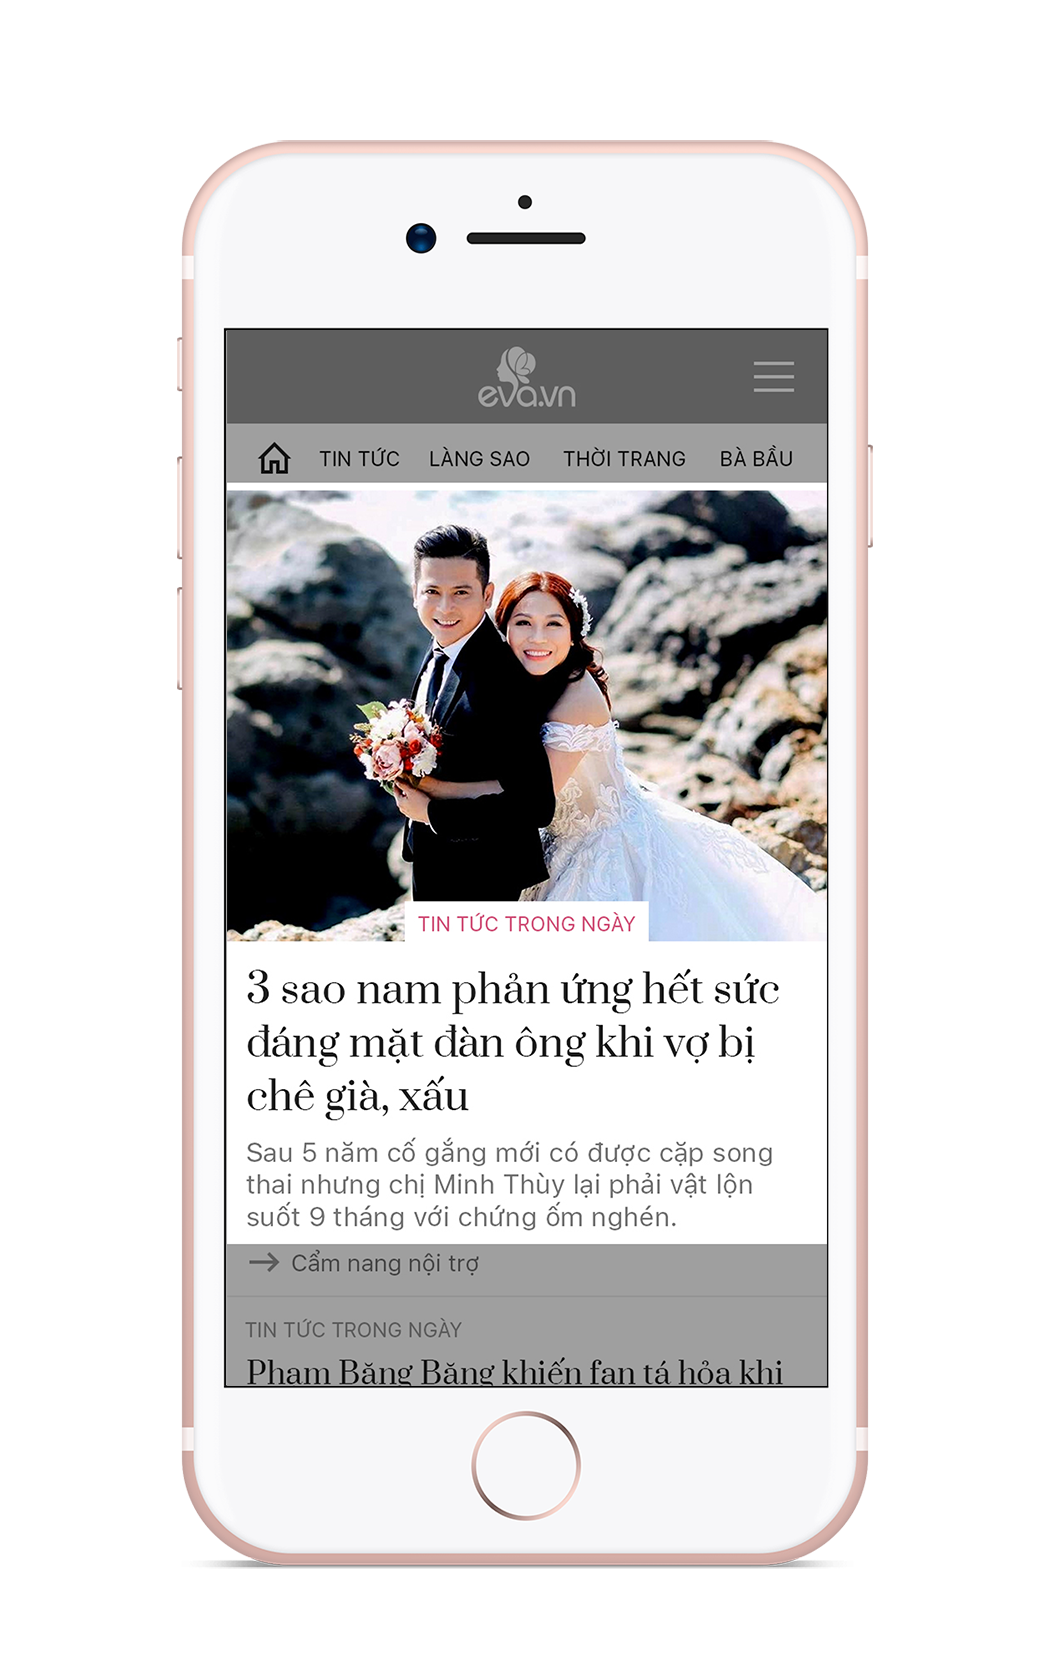 eva.vn
TIN TỨC LÀNG SAO THỜI TRANG BÀ BẦU
TIN TỨC TRONG NGÀY
3 sao nam phản ứng hết sức
đáng mặt đàn ông khi vợ bị
chê già, xấu
Sau 5 năm cố gắng mới có được cặp song
thai nhưng chị Minh Thùy lại phải vật lộn
suốt 9 tháng với chứng ốm nghén.
Cẩm nang nội trợ
TIN TỨC TRONG NGÀY
Phạm Băng Băng khiến fan tá hỏa khi